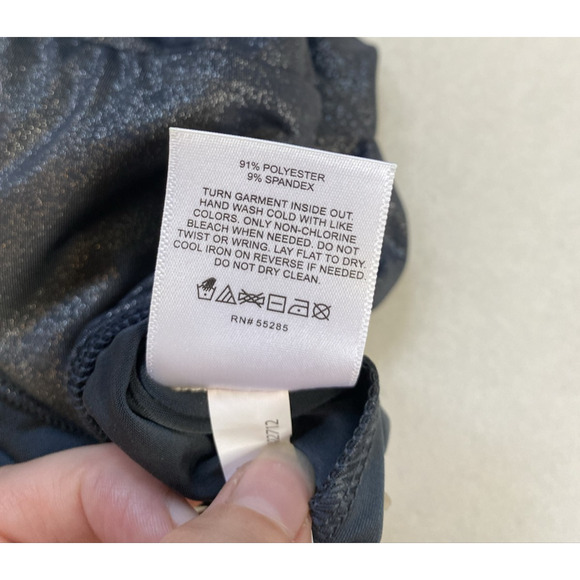 91% POLYESTER
9% SPANDEX
TURN GARMENT INSIDE OUT.
HAND WASH COLD WITH LIKE
COLORS. ONLY NON-CHLORINE
BLEACH WHEN NEEDED. DO NOT
TWIST OR WRING. LAY FLAT TO DRY.
COOL IRON ON REVERSE IF NEEDED.
DO NOT DRY CLEAN.
RN# 55285